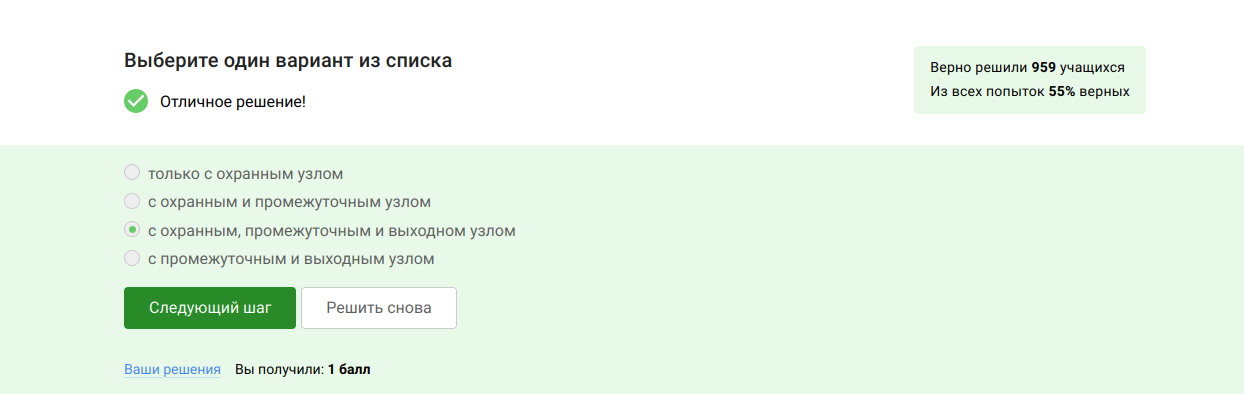 Выберите один вариант из списка
Отличное решение!
Верно решили 959 учащихся
Из всех попыток 55% верных
только с охранным узлом
с охранным и промежуточным узлом
с охранным, промежуточным и выходном узлом
с промежуточным и выходным узлом
Следующий шаг
Решить снова
Ваши решения Вы получили: 1 балл